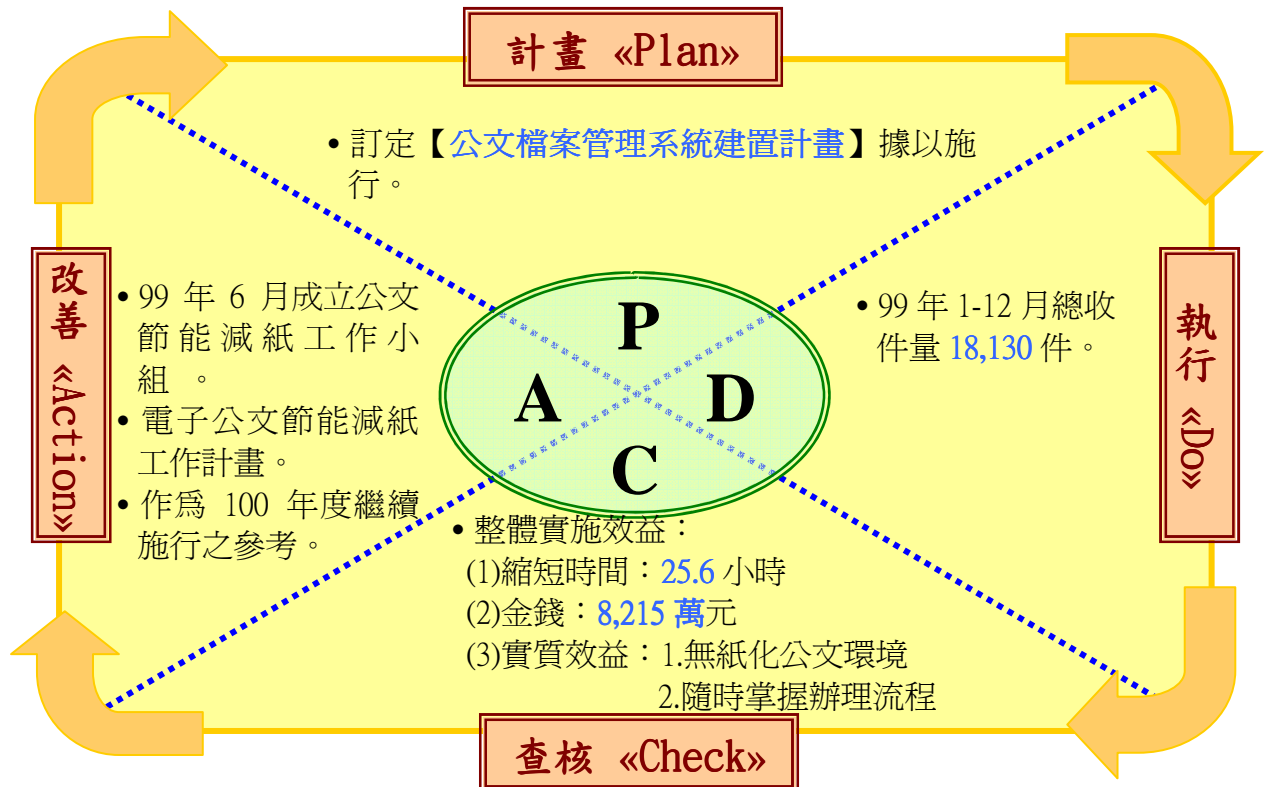 計畫 «Plan»
• 訂定【公文檔案管理系統建置計畫】據以施
行。
執行 «Do»
• 99 年 1-12 月總收
件量 18,130 件。
查核 «Check»
• 整體實施效益：
(1)縮短時間：25.6 小時
(2)金錢：8,215 萬元
(3)實質效益：1.無紙化公文環境
2.隨時掌握辦理流程
改善 «Action»
• 99 年 6 月成立公文
節能減紙工作小
組 。
• 電子公文節能減紙
工作計畫。
• 作為 100 年度繼續
施行之參考。
P
A D
C